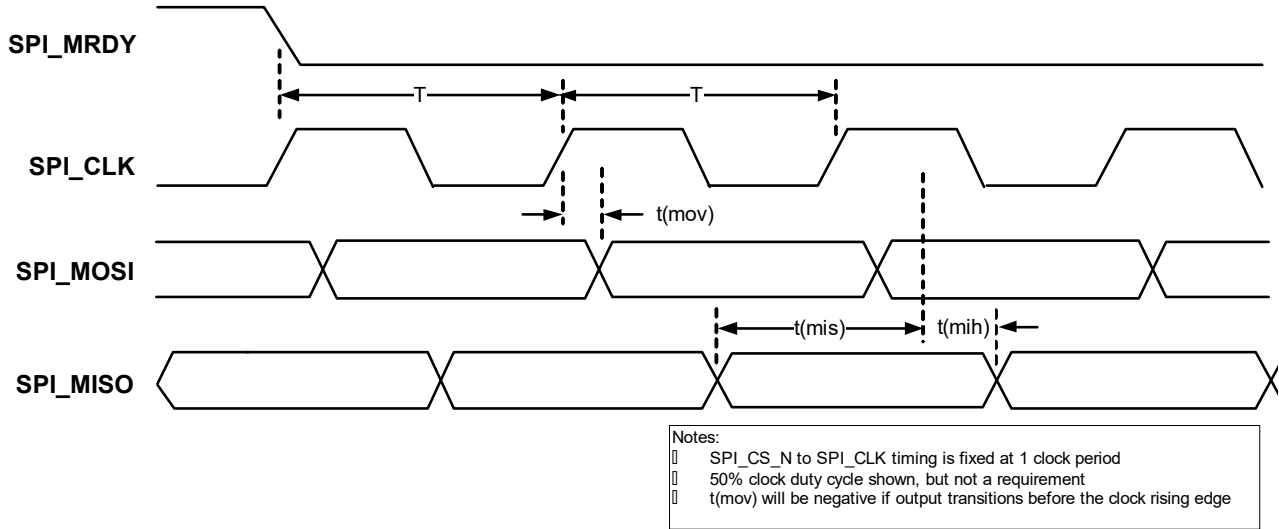 SPI_MRDY
T T
SPI_CLK
t(mov)
SPI_MOSI
t(mis) t(mih)
SPI_MISO
Notes:
▯ SPI_CS_N to SPI_CLK timing is fixed at 1 clock period
▯ 50% clock duty cycle shown, but not a requirement
▯ t(mov) will be negative if output transitions before the clock rising edge